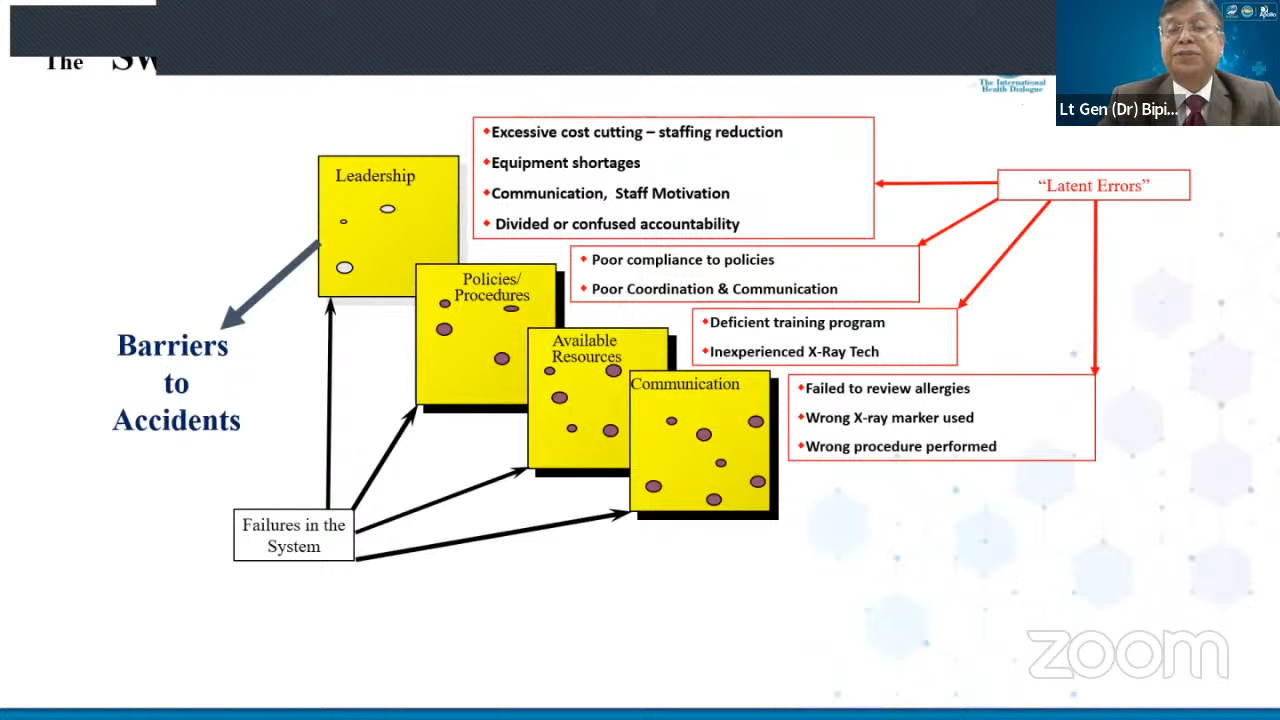 The
The International
Health Dialogue
Lt Gen (Dr) Bipi...
Apollo
Leadership
♦Excessive cost cutting – staffing reduction
♦Equipment shortages
♦Communication, Staff Motivation
♦ Divided or confused accountability
“Latent Errors”
Policies/
Procedures
♦ Poor compliance to policies
♦ Poor Coordination & Communication
Available
Resources
♦Deficient training program
♦Inexperienced X-Ray Tech
Communication
♦Failed to review allergies
♦Wrong X-ray marker used
♦Wrong procedure performed
Barriers
to
Accidents
Failures in the
System
zoom